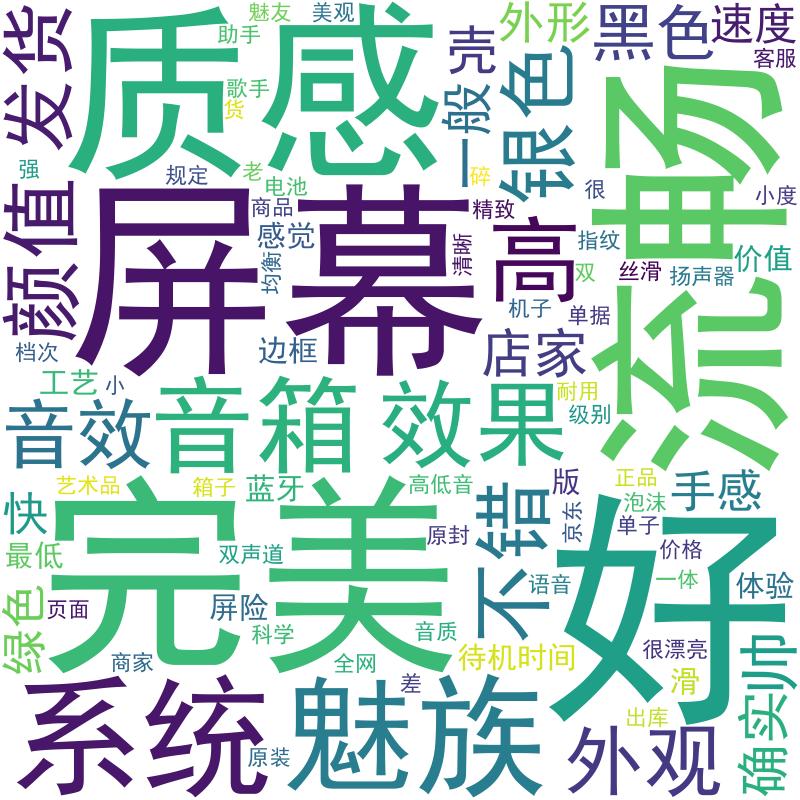 质感
魅友
美观
助手
歌手
货
外形
黑色
速度
客服
发货
壳
一般
银色
流畅
强
规定
老
电池
碎
很
小度
颜值
商品
精致
屏幕
感觉
均衡
清晰
高
指纹
双
丝滑
扬声器
价值
机子
单据
档次
边框
店家
工艺
小
耐用
级别
音效
音箱
效果
艺术品
箱子
蓝牙
高低音
不错
版
正品
泡沫
手感
快
完美
原封
京东
单子
好
最低
双声道
价格
语音
一体
体验
绿色
页面
屏险
科学
音质
很漂亮
确实帅
商家
全网
待机时间
滑
系统
魅族
差
出库
原装
外观